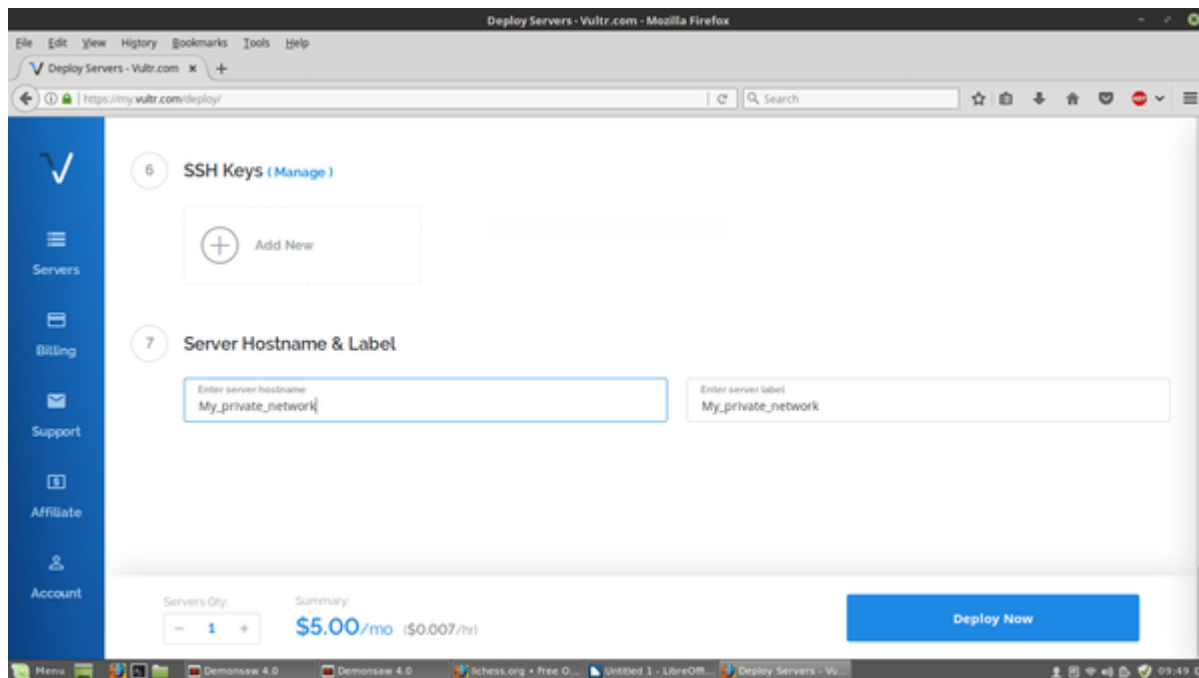 Deploy Servers - Vultr.com - Mozilla Firefox
File Edit View History Bookmarks Tools Help
Deploy Servers - Vultr.com
https://my.vultr.com/deploy/
Search
6
SSH Keys (Manage)
Add New
Servers
Billing
7
Server Hostname & Label
Enter server hostname
My_private_network
Enter server label
My_private_network
Support
Affiliate
Account
Servers Qty:
- 1 +
Summary:
$5.00/mo ($0.007/hr)
Deploy Now
Menu
Demonsaw 4.0
Demonsaw 4.0
lichess.org • Free O...
Untitled 1 - LibreOffi...
Deploy Servers - Vu...
09:49